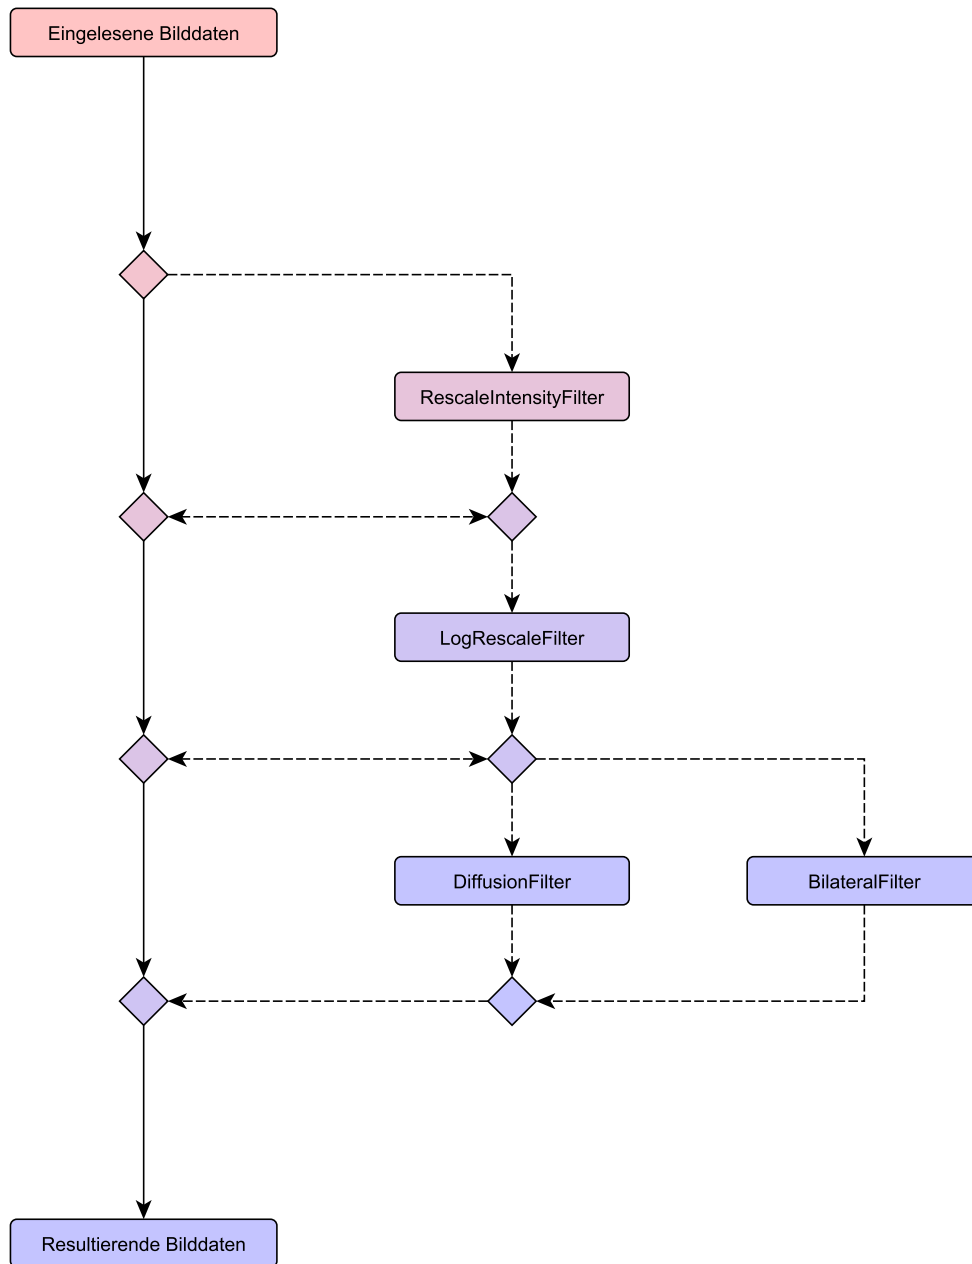 Eingelesene Bilddaten
RescaleIntensityFilter
LogRescaleFilter
DiffusionFilter
BilateralFilter
Resultierende Bilddaten